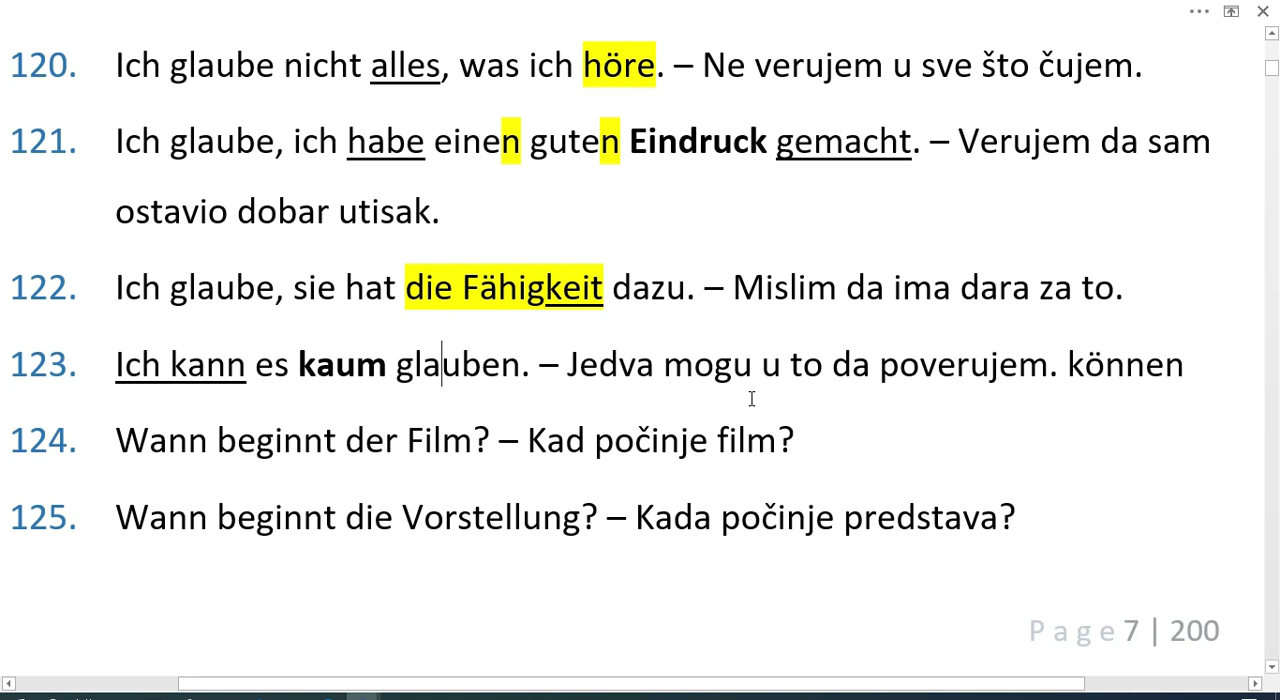 120. Ich glaube nicht alles, was ich höre. – Ne verujem u sve što čujem.
121. Ich glaube, ich habe einen guten Eindruck gemacht. – Verujem da sam
ostavio dobar utisak.
122. Ich glaube, sie hat die Fähigkeit dazu. – Mislim da ima dara za to.
123. Ich kann es kaum glauben. – Jedva mogu u to da poverujem. können
124. Wann beginnt der Film? – Kad počinje film?
125. Wann beginnt die Vorstellung? – Kada počinje predstava?
Page 7 | 200